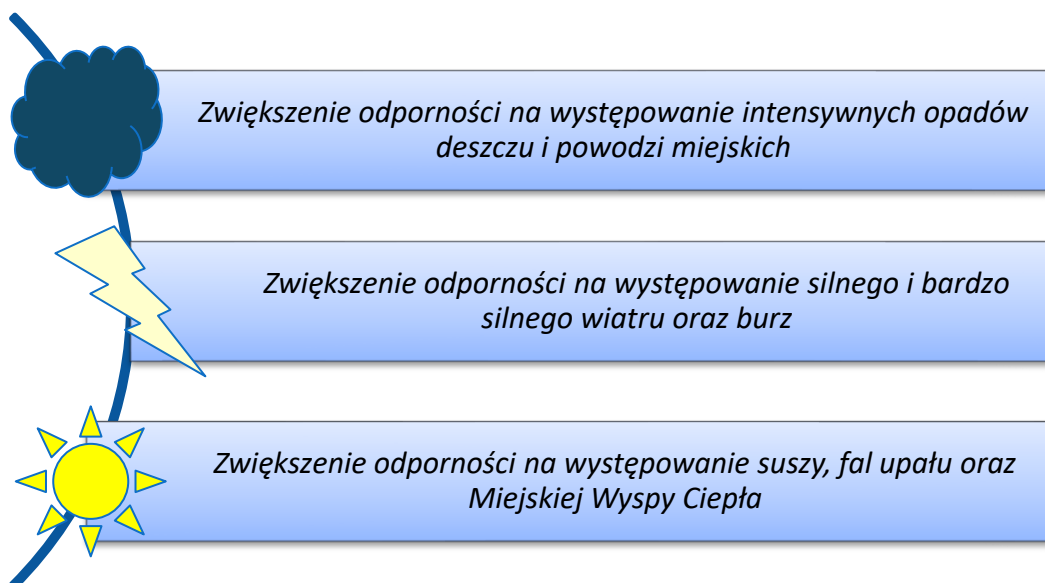 Zwiększenie odporności na występowanie intensywnych opadów
deszczu i powodzi miejskich
Zwiększenie odporności na występowanie silnego i bardzo
silnego wiatru oraz burz
Zwiększenie odporności na występowanie suszy, fal upału oraz
Miejskiej Wyspy Ciepła